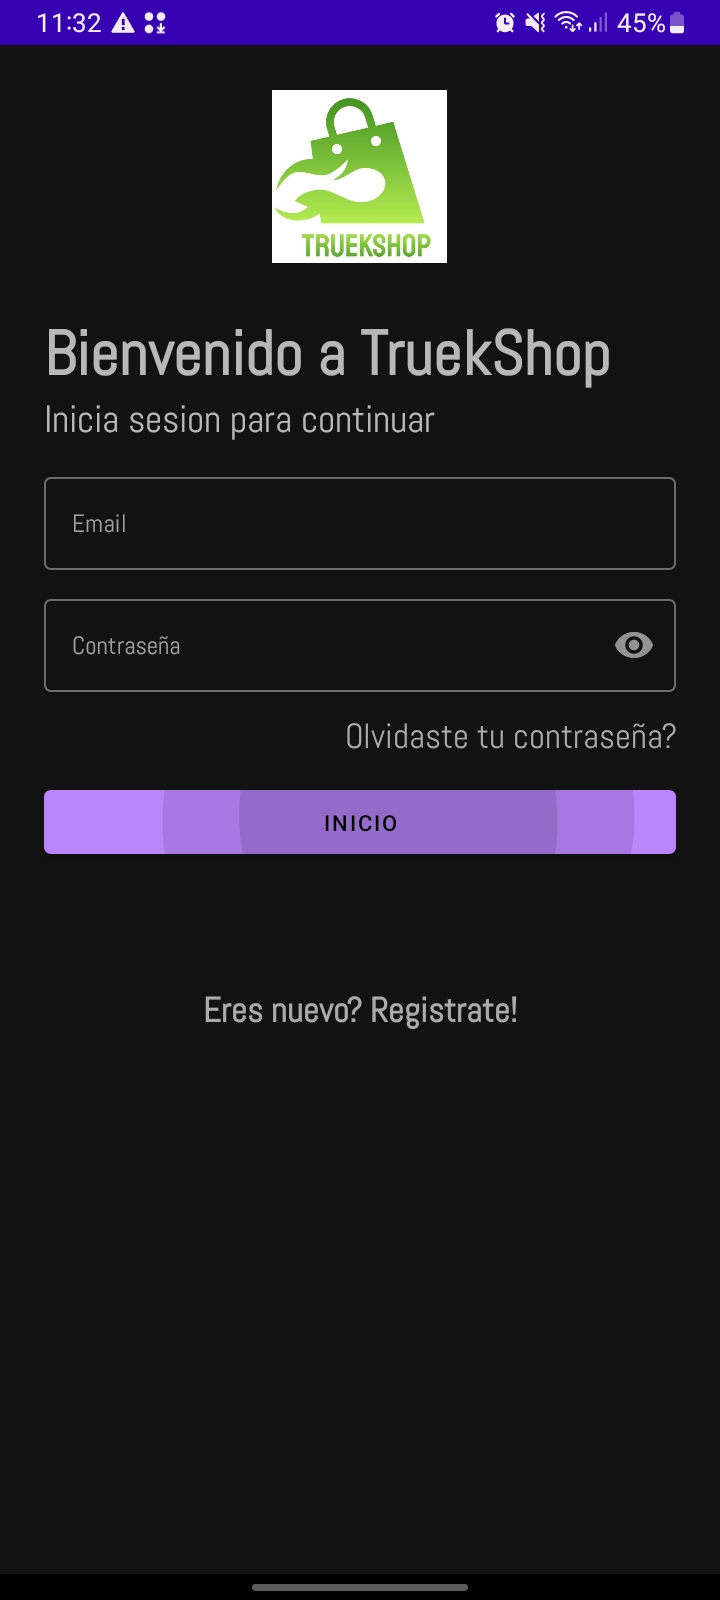 11:32
45%
TRUEKSHOP
Bienvenido a TruekShop
Inicia sesion para continuar
Email
Contraseña
Olvidaste tu contraseña?
INICIO
Eres nuevo? Registrate!